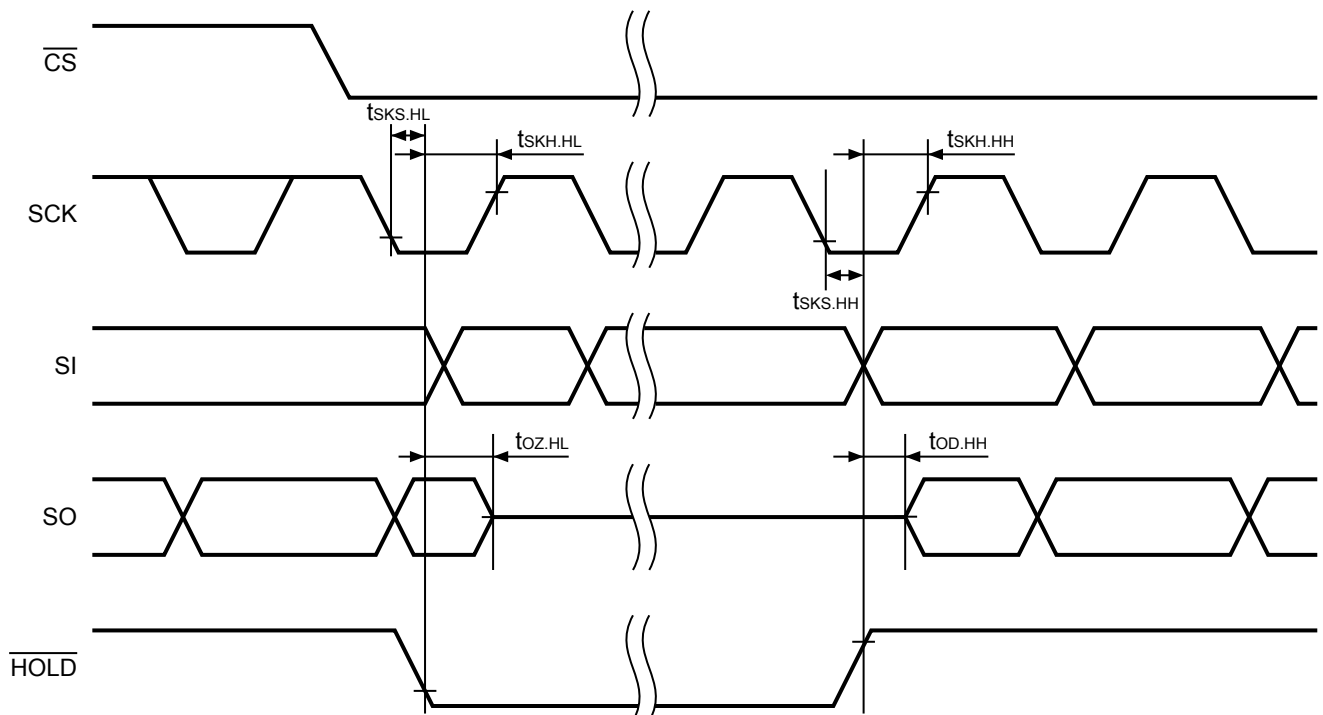 CS
tSKS.HL
tSKH.HL
tSKH.HH
SCK
tSKS.HH
SI
tOZ.HL
tOD.HH
SO
HOLD